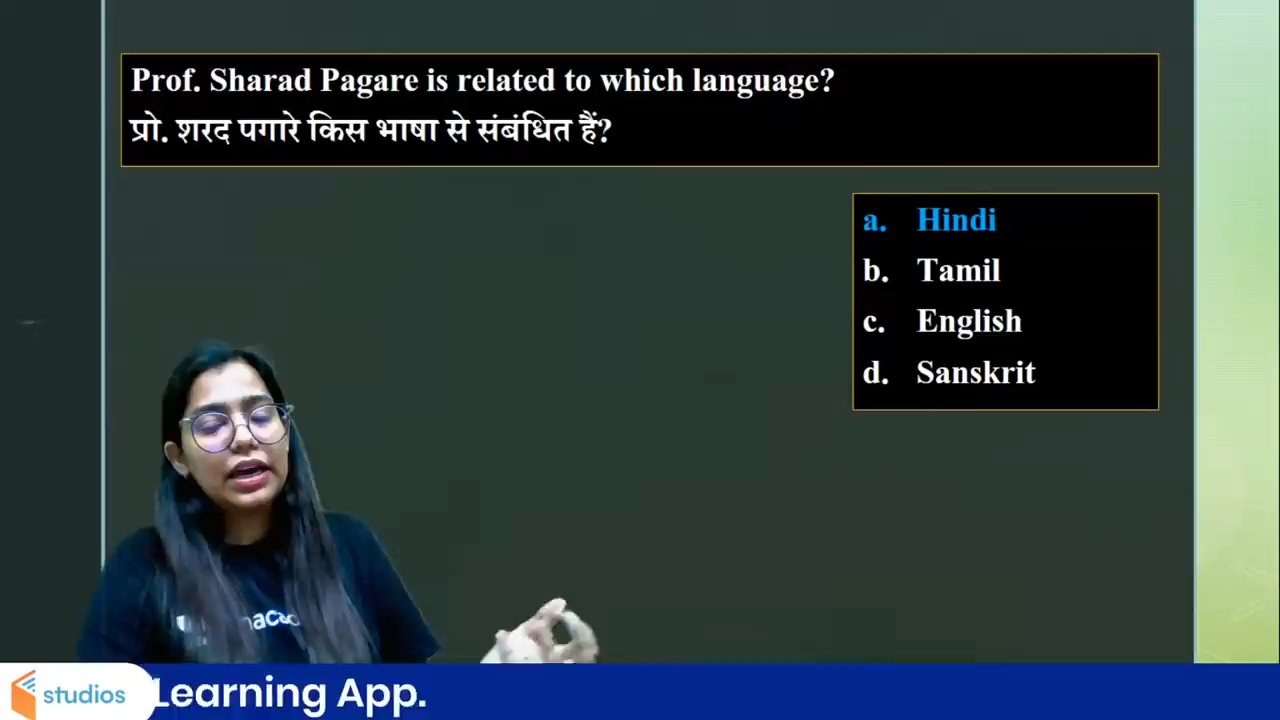 Prof. Sharad Pagare is related to which language?
प्रो. शरद पगारे किस भाषा से संबंधित हैं?
a. Hindi
b. Tamil
c. English
d. Sanskrit
studios
Learning App.